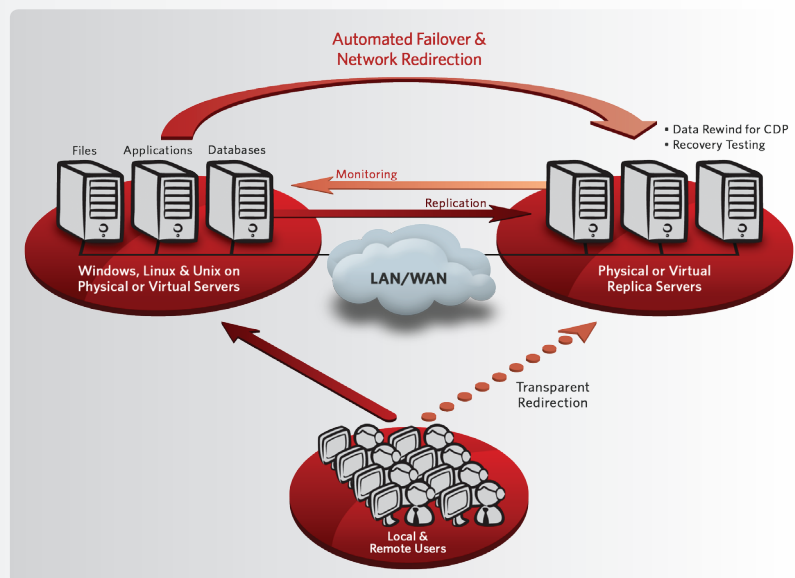 Automated Failover &
Network Redirection
▪ Data Rewind for CDP
▪ Recovery Testing
Files
Applications
Databases
Monitoring
Replication
LAN/WAN
Windows, Linux & Unix on
Physical or Virtual Servers
Physical or Virtual
Replica Servers
Transparent
Redirection
Local &
Remote Users